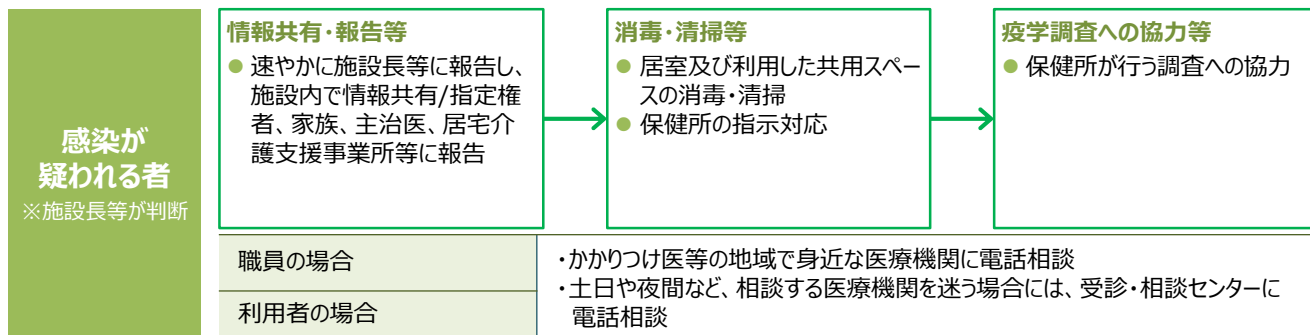 感染が
疑われる者
※施設長等が判断
情報共有・報告等
● 速やかに施設長等に報告し、
施設内で情報共有/指定権
者、家族、主治医、居宅介
護支援事業所等に報告
消毒・清掃等
● 居室及び利用した共用スペー
スの消毒・清掃
● 保健所の指示対応
疫学調査への協力等
● 保健所が行う調査への協力
職員の場合
利用者の場合
・かかりつけ医等の地域で身近な医療機関に電話相談
・土日や夜間など、相談する医療機関を迷う場合には、受診・相談センターに
電話相談